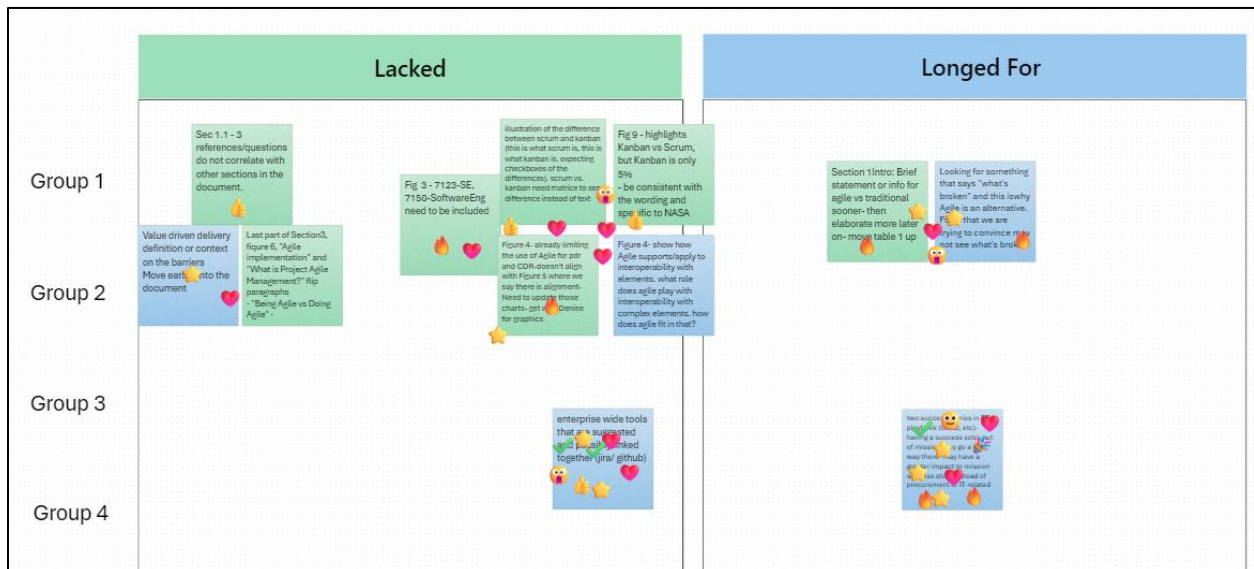 Lacked
Longed For
Group 1
Group 2
Group 3
Group 4
Sec 1.1 - 3
references/questions
do not correlate with
other sections in the
document.
Value driven delivery
definition or context
on the barriers
Move into the
document
Last part of Section3,
fiqure 6, "Agile
implementation" and
"What is Project Agile
Management?" flip
paragraphs
- "Being Agile vs Doing
Agile" -
Fig 3 - 7123-SE,
7150-SoftwareEng
need to be included
illustration of the difference
between scrum and kanban
(this is what scrum is, this is
what kanban is. expecting
checkboxes of the
differences). scrum vs.
kanban need matrice to see
difference instead of text
Fig 9 - highlights
Kanban vs Scrum,
but Kanban is only
5%
- be consistent with
the wording and
specific to NASA
Figure 4- already limiting
the use of Agile for pdr
and CDR-doesn't align
with Figure 5 where we
say there is alignment-
Need to update those
charts- get Denise
for graphics
Figure 4- show how
Agile supports/apply to
interoperability with
elements. what role
does agile play with
interoperability with
complex elements. how
does agile fit in that?
enterprise wide tools
that are suggested
and linked
together (jira/ github)
Section 1Intro: Brief
statement or info for
agile vs traditional
sooner- then
elaborate more later
on- move table 1 up
Looking for something
that says "what's
broken" and this iswhy
Agile is an alternative.
that we are
trying to convince may
not see what's
two in
playbook etc)-
having a success of
go a
way there- may have a
impact to mission
instead of
procurement IT-related